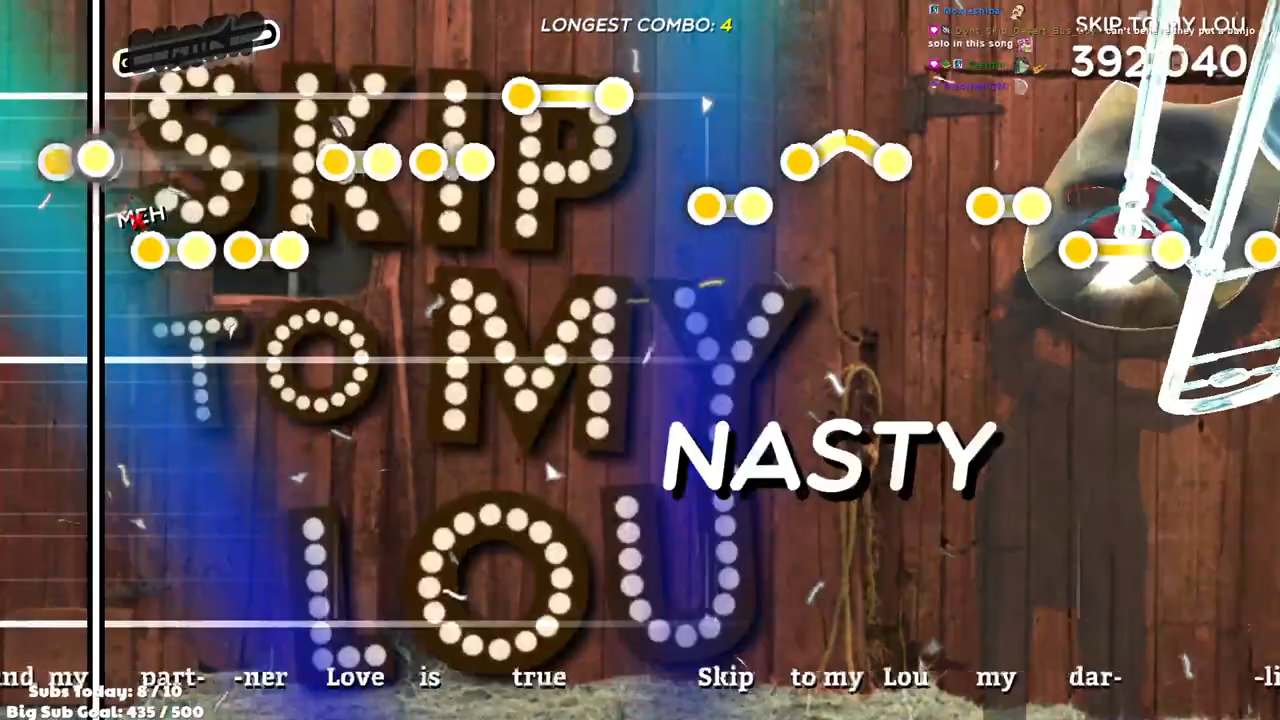 LONGEST COMBO: 4
SKIP TO MY LOU
392,040
can't believe they put a banjo
solo in this song
SKIP
TO MY
LOU
MEH
NASTY
nd my part- -ner Love is true Skip to my Lou my dar- -li
Subs Today: 8 / 10
Big Sub Goal: 435 / 500